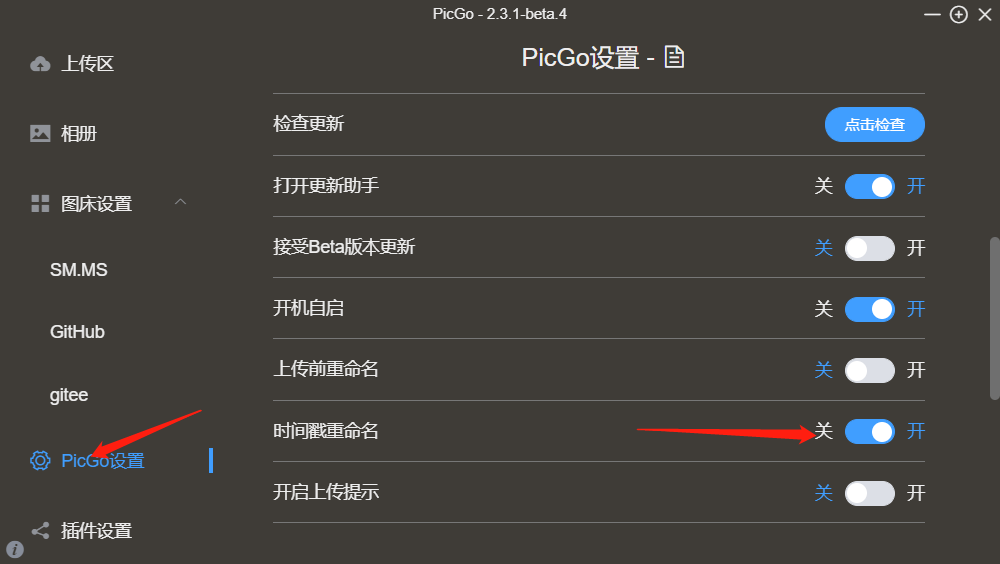 PicGo - 2.3.1-beta.4
上传区
相册
图床设置
SM.MS
GitHub
gitee
PicGo设置
插件设置
PicGo设置 -
检查更新 点击检查
打开更新助手 关 开
接受Beta版本更新 关 开
开机自启 关 开
上传前重命名 关 开
时间戳重命名 关 开
开启上传提示 关 开